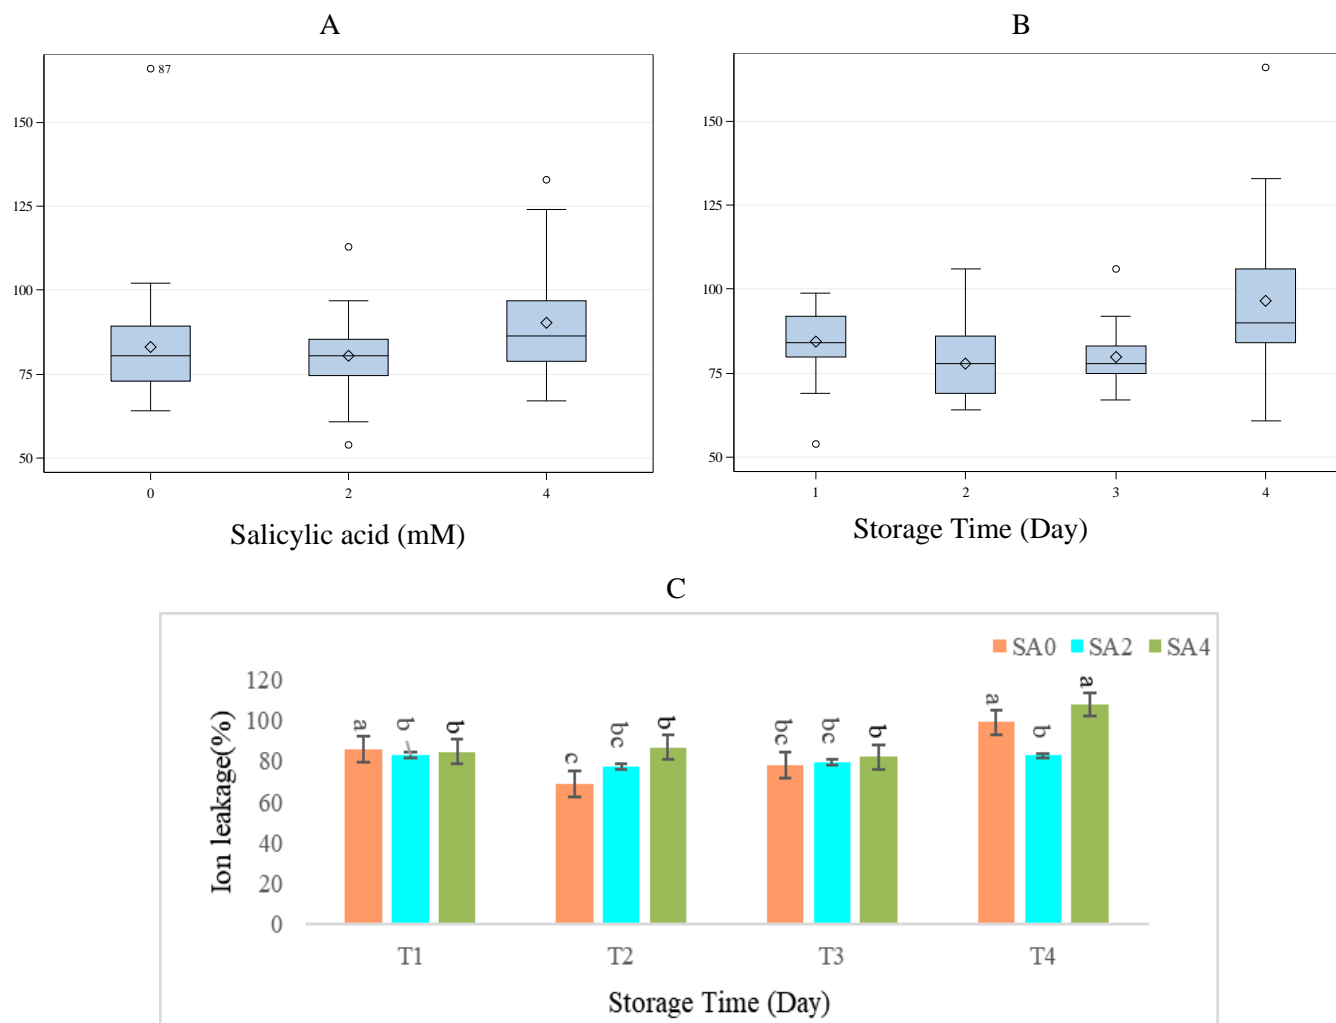 A
87
150
125
100
75
50
0 2 4
Salicylic acid (mM)
B
150
125
100
75
50
1 2 3 4
Storage Time (Day)
C
SA0 SA2 SA4
120
100
80
60
40
20
0
Ion leakage(%)
a b b
c bc b
bc bc b
a b a
T1 T2 T3 T4
Storage Time (Day)